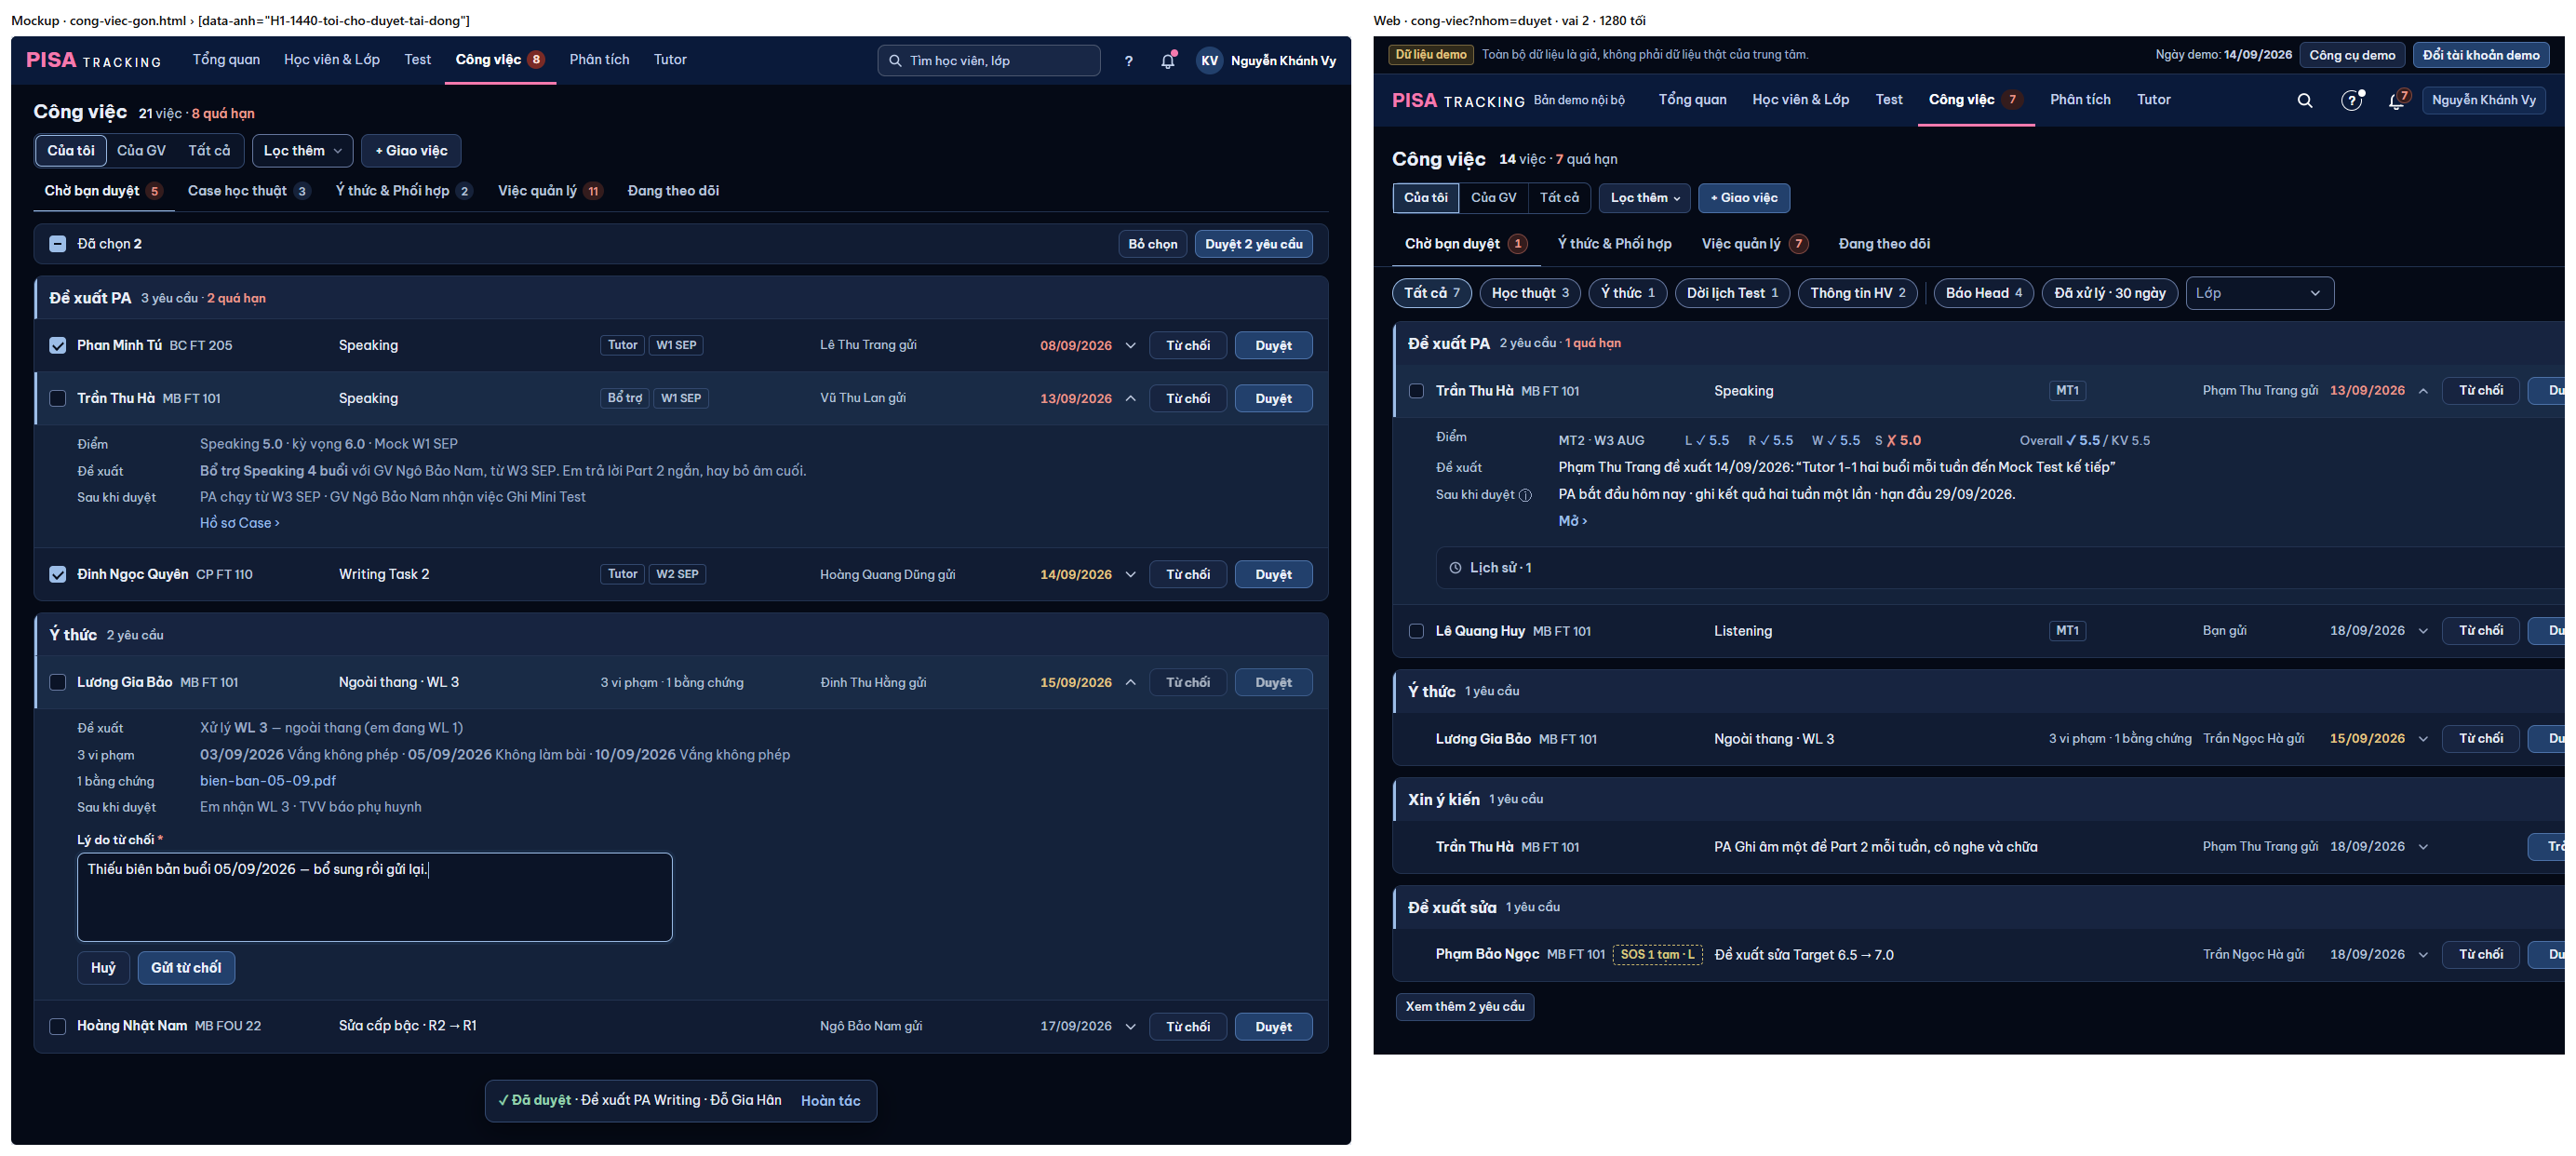 Mockup · cong-viec-gon.html › [data-anh="H1-1440-toi-cho-duyet-tai-dong"]
PISA TRACKING Tổng quan Học viên & Lớp Test Công việc 8 Phân tích Tutor Tìm học viên, lớp ? KV Nguyễn Khánh Vy
Công việc 21 việc · 8 quá hạn
Của tôi Của GV Tất cả Lọc thêm + Giao việc
Chờ bạn duyệt 5 Case học thuật 3 Ý thức & Phối hợp 2 Việc quản lý 11 Đang theo dõi
Đã chọn 2 Bỏ chọn Duyệt 2 yêu cầu
Đề xuất PA 3 yêu cầu · 2 quá hạn
Phan Minh Tú BC FT 205 Speaking Tutor W1 SEP Lê Thu Trang gửi 08/09/2026 Từ chối Duyệt
Trần Thu Hà MB FT 101 Speaking Bổ trợ W1 SEP Vũ Thu Lan gửi 13/09/2026 Từ chối Duyệt
Điểm Speaking 5.0 · kỳ vọng 6.0 · Mock W1 SEP
Đề xuất Bổ trợ Speaking 4 buổi với GV Ngô Bảo Nam, từ W3 SEP. Em trả lời Part 2 ngắn, hay bỏ âm cuối.
Sau khi duyệt PA chạy từ W3 SEP · GV Ngô Bảo Nam nhận việc Ghi Mini Test
Hồ sơ Case ›
Đinh Ngọc Quyên CP FT 110 Writing Task 2 Tutor W2 SEP Hoàng Quang Dũng gửi 14/09/2026 Từ chối Duyệt
Ý thức 2 yêu cầu
Lương Gia Bảo MB FT 101 Ngoài thang · WL 3 3 vi phạm · 1 bằng chứng Đinh Thu Hằng gửi 15/09/2026 Từ chối Duyệt
Đề xuất Xử lý WL 3 — ngoài thang (em đang WL 1)
3 vi phạm 03/09/2026 Vắng không phép · 05/09/2026 Không làm bài · 10/09/2026 Vắng không phép
1 bằng chứng bien-ban-05-09.pdf
Sau khi duyệt Em nhận WL 3 · TVV báo phụ huynh
Lý do từ chối *
Thiếu biên bản buổi 05/09/2026 — bổ sung rồi gửi lại.
Huỷ Gửi từ chối
Hoàng Nhật Nam MB FOU 22 Sửa cấp bậc · R2 → R1 Ngô Bảo Nam gửi 17/09/2026 Từ chối Duyệt
✓ Đã duyệt · Đề xuất PA Writing · Đỗ Gia Hân Hoàn tác
Web · cong-viec?nhom=duyet · vai 2 · 1280 tối
Dữ liệu demo Toàn bộ dữ liệu là giả, không phải dữ liệu thật của trung tâm. Ngày demo: 14/09/2026 Công cụ demo Đổi tài khoản demo
PISA TRACKING Bản demo nội bộ Tổng quan Học viên & Lớp Test Công việc 7 Phân tích Tutor ? 7 Nguyễn Khánh Vy
Công việc 14 việc · 7 quá hạn
Của tôi Của GV Tất cả Lọc thêm + Giao việc
Chờ bạn duyệt 1 Ý thức & Phối hợp Việc quản lý 7 Đang theo dõi
Tất cả 7 Học thuật 3 Ý thức 1 Dời lịch Test 1 Thông tin HV 2 Báo Head 4 Đã xử lý · 30 ngày Lớp
Đề xuất PA 2 yêu cầu · 1 quá hạn
Trần Thu Hà MB FT 101 Speaking MT1 Phạm Thu Trang gửi 13/09/2026 Từ chối Du
Điểm MT2 · W3 AUG L ✓ 5.5 R ✓ 5.5 W ✓ 5.5 S ✗ 5.0 Overall ✓ 5.5 / KV 5.5
Đề xuất Phạm Thu Trang đề xuất 14/09/2026: “Tutor 1-1 hai buổi mỗi tuần đến Mock Test kế tiếp”
Sau khi duyệt PA bắt đầu hôm nay · ghi kết quả hai tuần một lần · hạn đầu 29/09/2026.
Mở ›
Lịch sử · 1
Lê Quang Huy MB FT 101 Listening MT1 Bạn gửi 18/09/2026 Từ chối Du
Ý thức 1 yêu cầu
Lương Gia Bảo MB FT 101 Ngoài thang · WL 3 3 vi phạm · 1 bằng chứng Trần Ngọc Hà gửi 15/09/2026 Từ chối Du
Xin ý kiến 1 yêu cầu
Trần Thu Hà MB FT 101 PA Ghi âm một đề Part 2 mỗi tuần, cô nghe và chữa Phạm Thu Trang gửi 18/09/2026 Trả
Đề xuất sửa 1 yêu cầu
Phạm Bảo Ngọc MB FT 101 SOS 1 tạm · L Đề xuất sửa Target 6.5 → 7.0 Trần Ngọc Hà gửi 18/09/2026 Từ chối Du
Xem thêm 2 yêu cầu